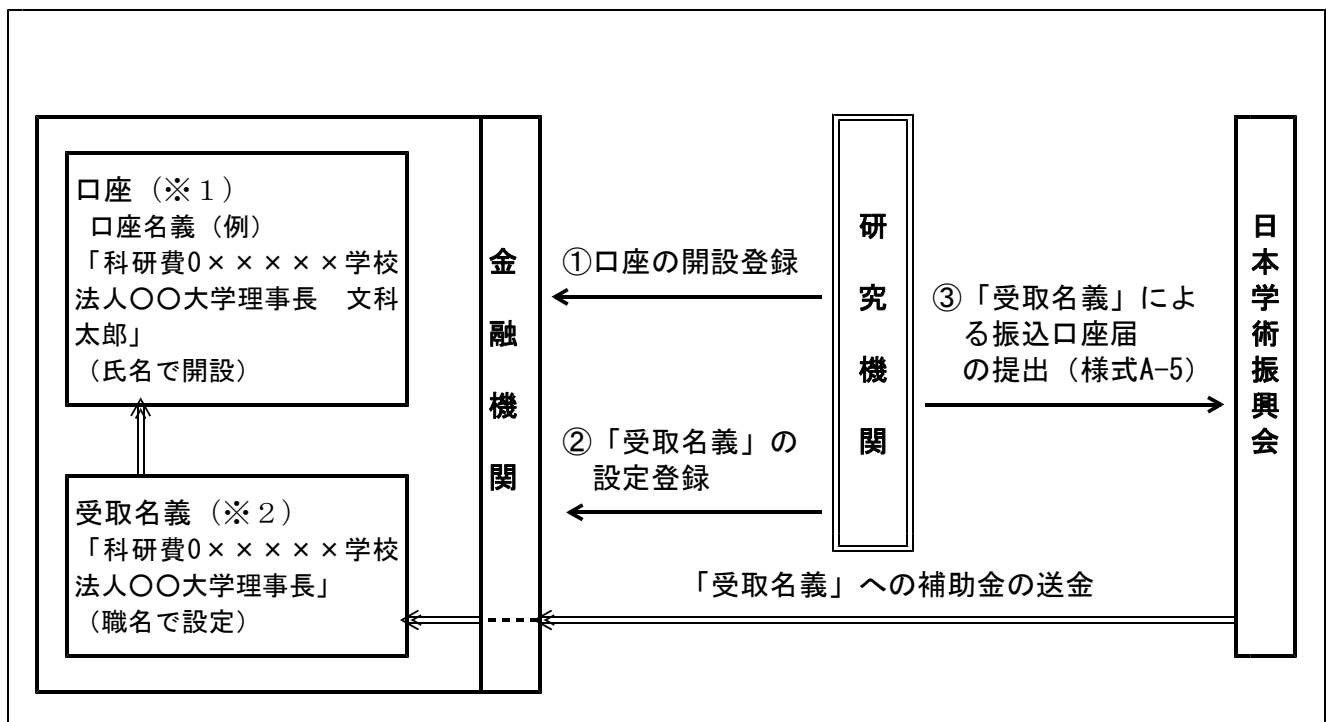 口座（※１）
口座名義（例）
「科研費0×××××学校
法人〇〇大学理事長　文科
太郎」
（氏名で開設）
受取名義（※２）
「科研費0×××××学校
法人〇〇大学理事長」
（職名で設定）
金融機関
①口座の開設登録
②「受取名義」の
設定登録
研究機関
③「受取名義」によ
る振込口座届
の提出（様式A-5）
日本学術振興会
「受取名義」への補助金の送金